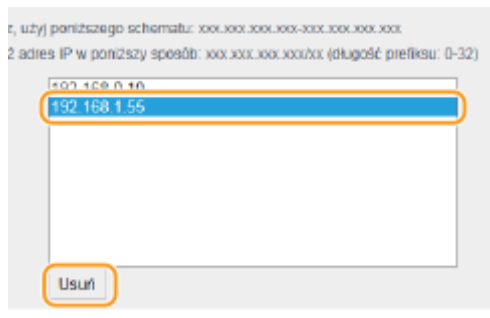 z, użyj poniższego schematu: xxx.xxx.xxx.xxx-xxx.xxx.xxx.xxx
ź adres IP w poniższy sposób: xxx.xxx.xxx.xxx/xx (długość prefiksu: 0-32)
192.168.0.10
192.168.1.55
Usuń